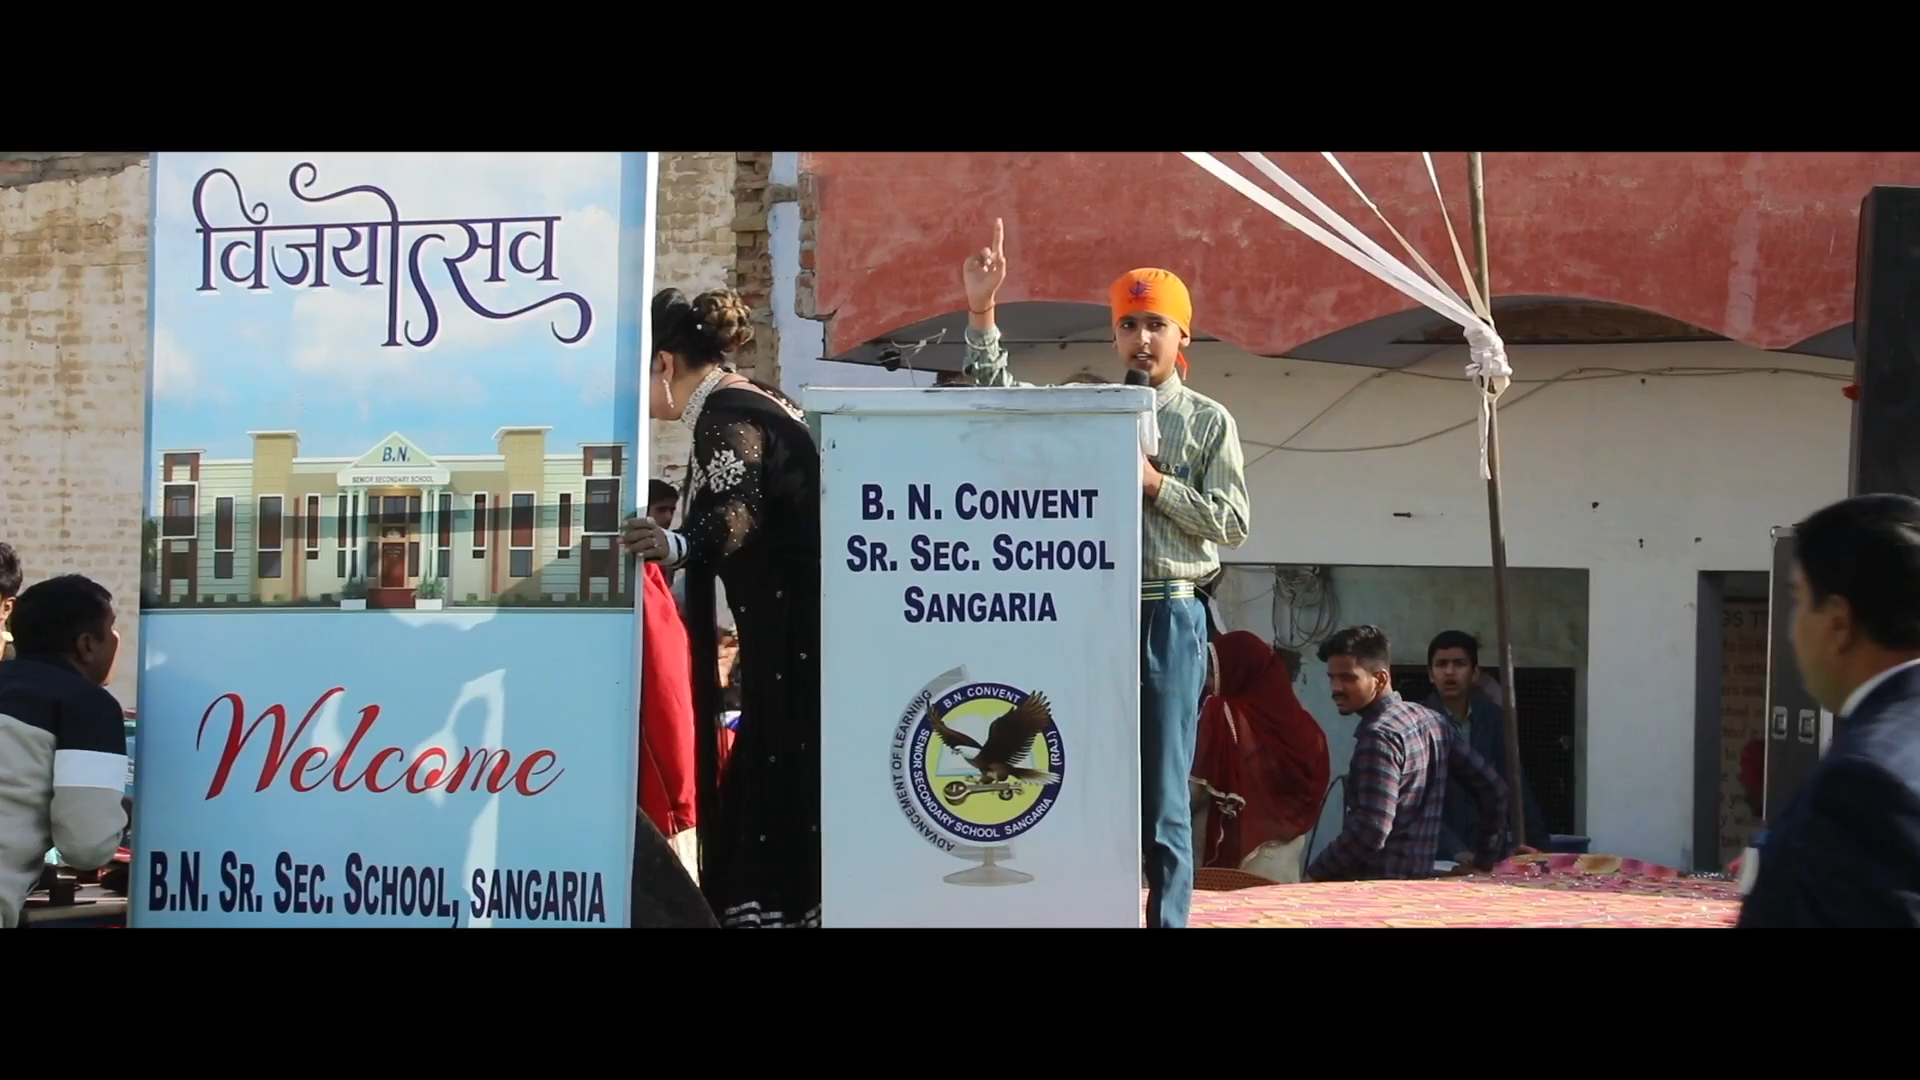 विजयोत्सव
B.N.
SENIOR SECONDARY SCHOOL
Welcome
B.N. SR. SEC. SCHOOL, SANGARIA
B. N. CONVENT
SR. SEC. SCHOOL
SANGARIA
ADVANCEMENT OF LEARNING
B.N. CONVENT
SENIOR SECONDARY SCHOOL SANGARIA (RAJ.)